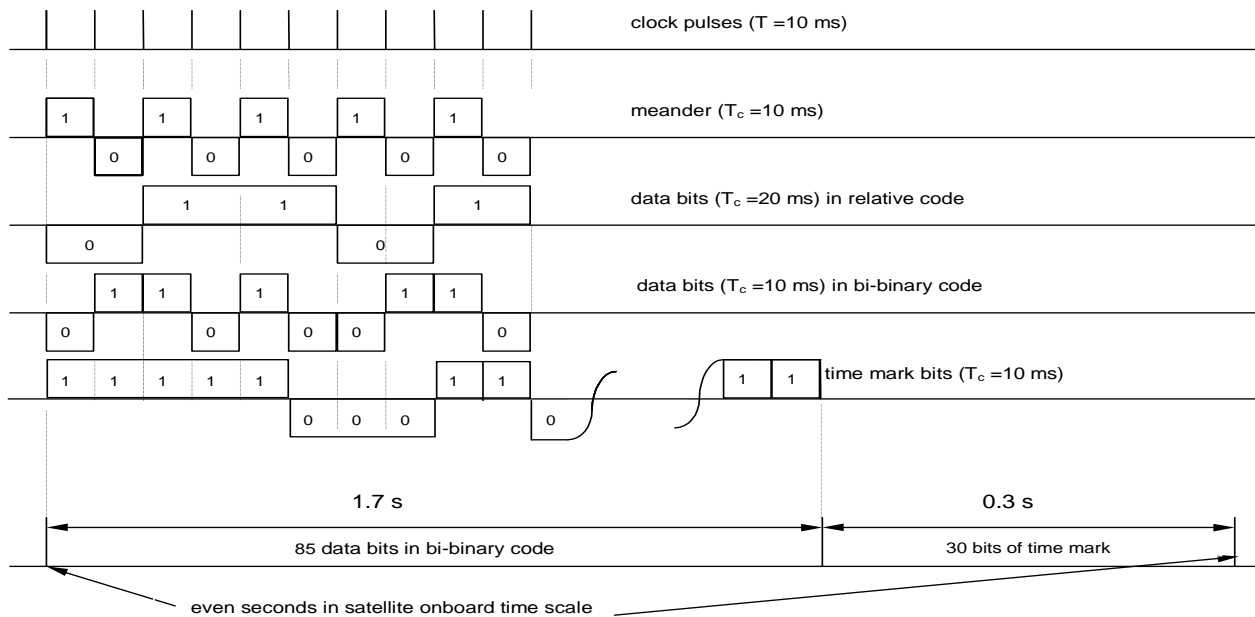 clock pulses (T =10 ms)
meander (T_c =10 ms)
1 1 1 1 1
0 0 0 0 0
data bits (T_c =20 ms) in relative code
1 1 1
0 0
data bits (T_c =10 ms) in bi-binary code
1 1 1 1 1
0 0 0 0 0
time mark bits (T_c =10 ms)
1 1 1 1 1 1 1 1 1
0 0 0 0
1.7 s 0.3 s
85 data bits in bi-binary code 30 bits of time mark
even seconds in satellite onboard time scale